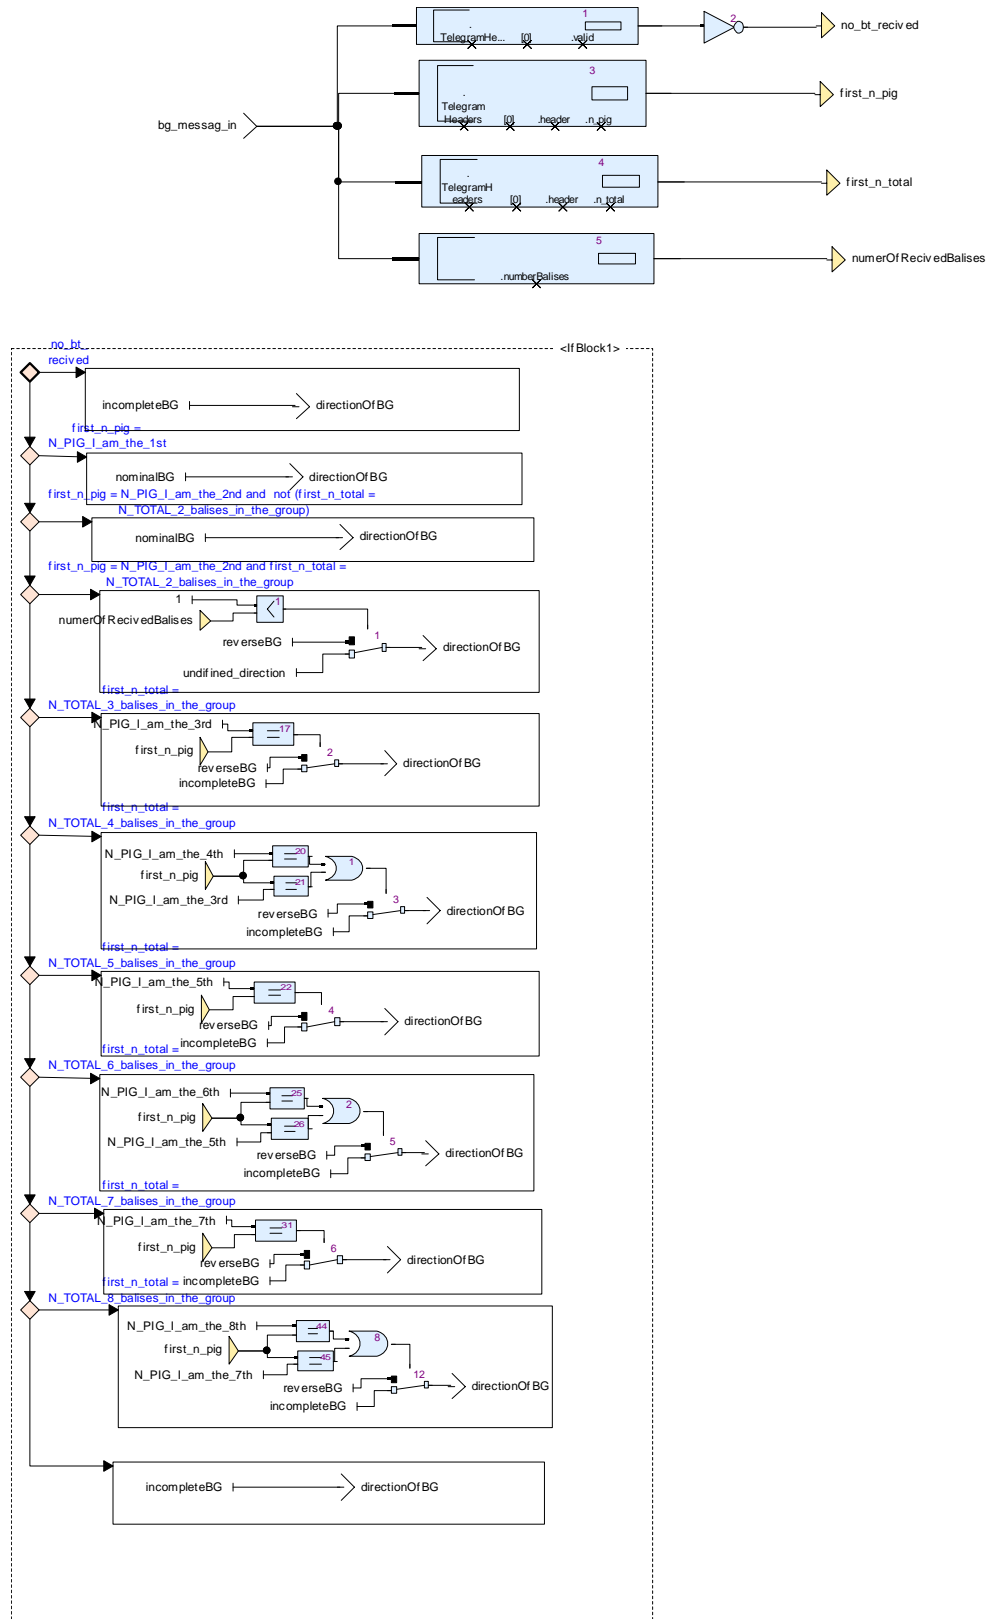 1
TelegramHe... [0] .valid
2
no_bt_recived
3
.
Telegram
Headers [0] .header .n_pig
first_n_pig
bg_messag_in
4
.
TelegramH
eaders [0] .header .n_total
first_n_total
5
.numberBalises
numerOfRecivedBalises
<IfBlock1>
no_bt_
recived
incompleteBG directionOfBG
first_n_pig =
N_PIG_I_am_the_1st
nominalBG directionOfBG
first_n_pig = N_PIG_I_am_the_2nd and not (first_n_total =
N_TOTAL_2_balises_in_the_group)
nominalBG directionOfBG
first_n_pig = N_PIG_I_am_the_2nd and first_n_total =
N_TOTAL_2_balises_in_the_group
1 < 1
numerOfRecivedBalises
reverseBG 1 directionOfBG
undifined_direction
first_n_total =
N_TOTAL_3_balises_in_the_group
N_PIG_I_am_the_3rd = 17
first_n_pig
reverseBG 2 directionOfBG
incompleteBG
first_n_total =
N_TOTAL_4_balises_in_the_group
N_PIG_I_am_the_4th = 20 1
first_n_pig
N_PIG_I_am_the_3rd = 21
reverseBG 3 directionOfBG
incompleteBG
first_n_total =
N_TOTAL_5_balises_in_the_group
N_PIG_I_am_the_5th = 22
first_n_pig
reverseBG 4 directionOfBG
incompleteBG
first_n_total =
N_TOTAL_6_balises_in_the_group
N_PIG_I_am_the_6th = 25 2
first_n_pig
N_PIG_I_am_the_5th = 26
reverseBG 5 directionOfBG
incompleteBG
first_n_total =
N_TOTAL_7_balises_in_the_group
N_PIG_I_am_the_7th = 31
first_n_pig
reverseBG 6 directionOfBG
first_n_total = incompleteBG
N_TOTAL_8_balises_in_the_group
N_PIG_I_am_the_8th = 44 8
first_n_pig
N_PIG_I_am_the_7th = 45
reverseBG 12 directionOfBG
incompleteBG
incompleteBG directionOfBG